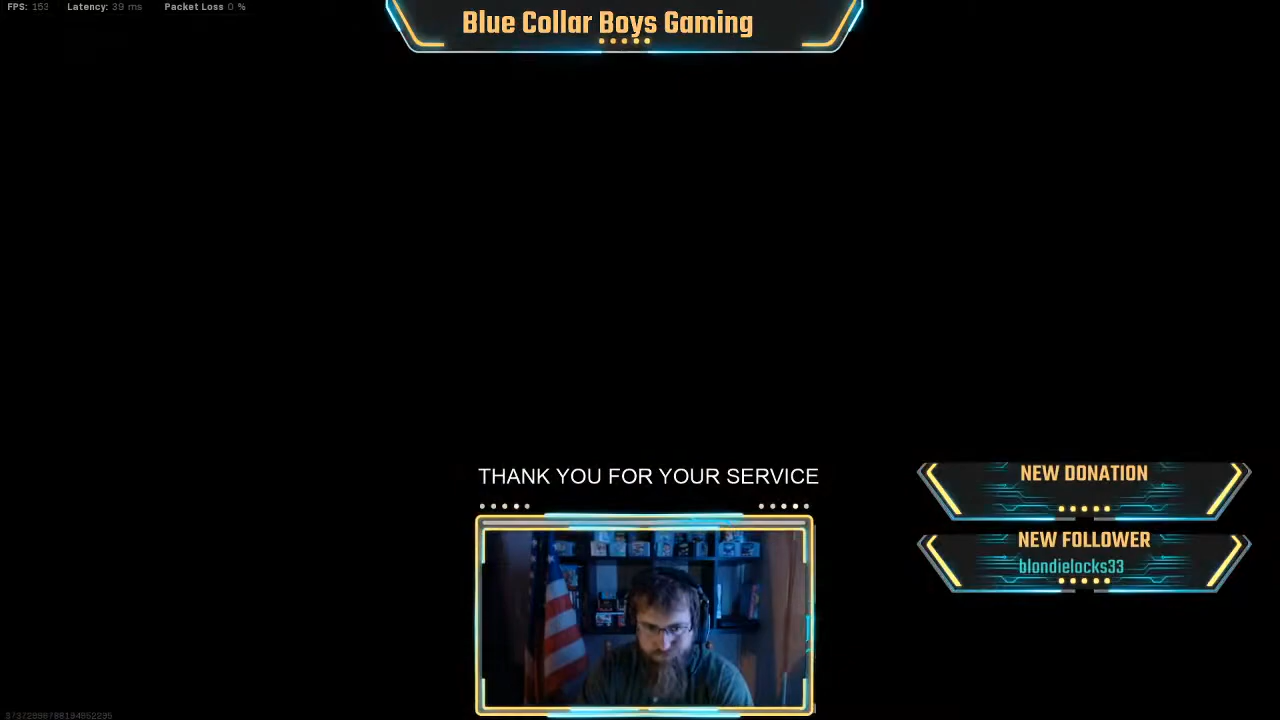 FPS: 153 Latency: 39 ms Packet Loss 0 %
Blue Collar Boys Gaming
THANK YOU FOR YOUR SERVICE
NEW DONATION
NEW FOLLOWER
blondielocks33